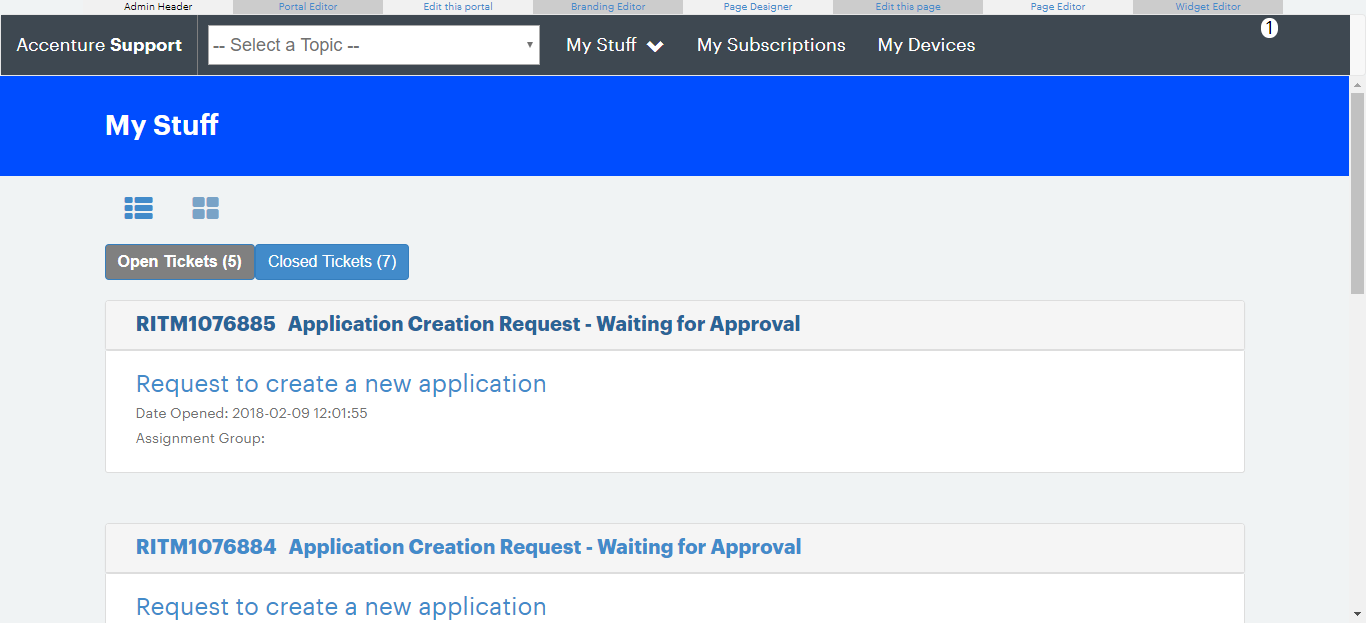 Admin Header Portal Editor Edit this portal Branding Editor Page Designer Edit this page Page Editor Widget Editor
Accenture Support -- Select a Topic -- My Stuff My Subscriptions My Devices 1
My Stuff
Open Tickets (5) Closed Tickets (7)
RITM1076885 Application Creation Request - Waiting for Approval
Request to create a new application
Date Opened: 2018-02-09 12:01:55
Assignment Group:
RITM1076884 Application Creation Request - Waiting for Approval
Request to create a new application